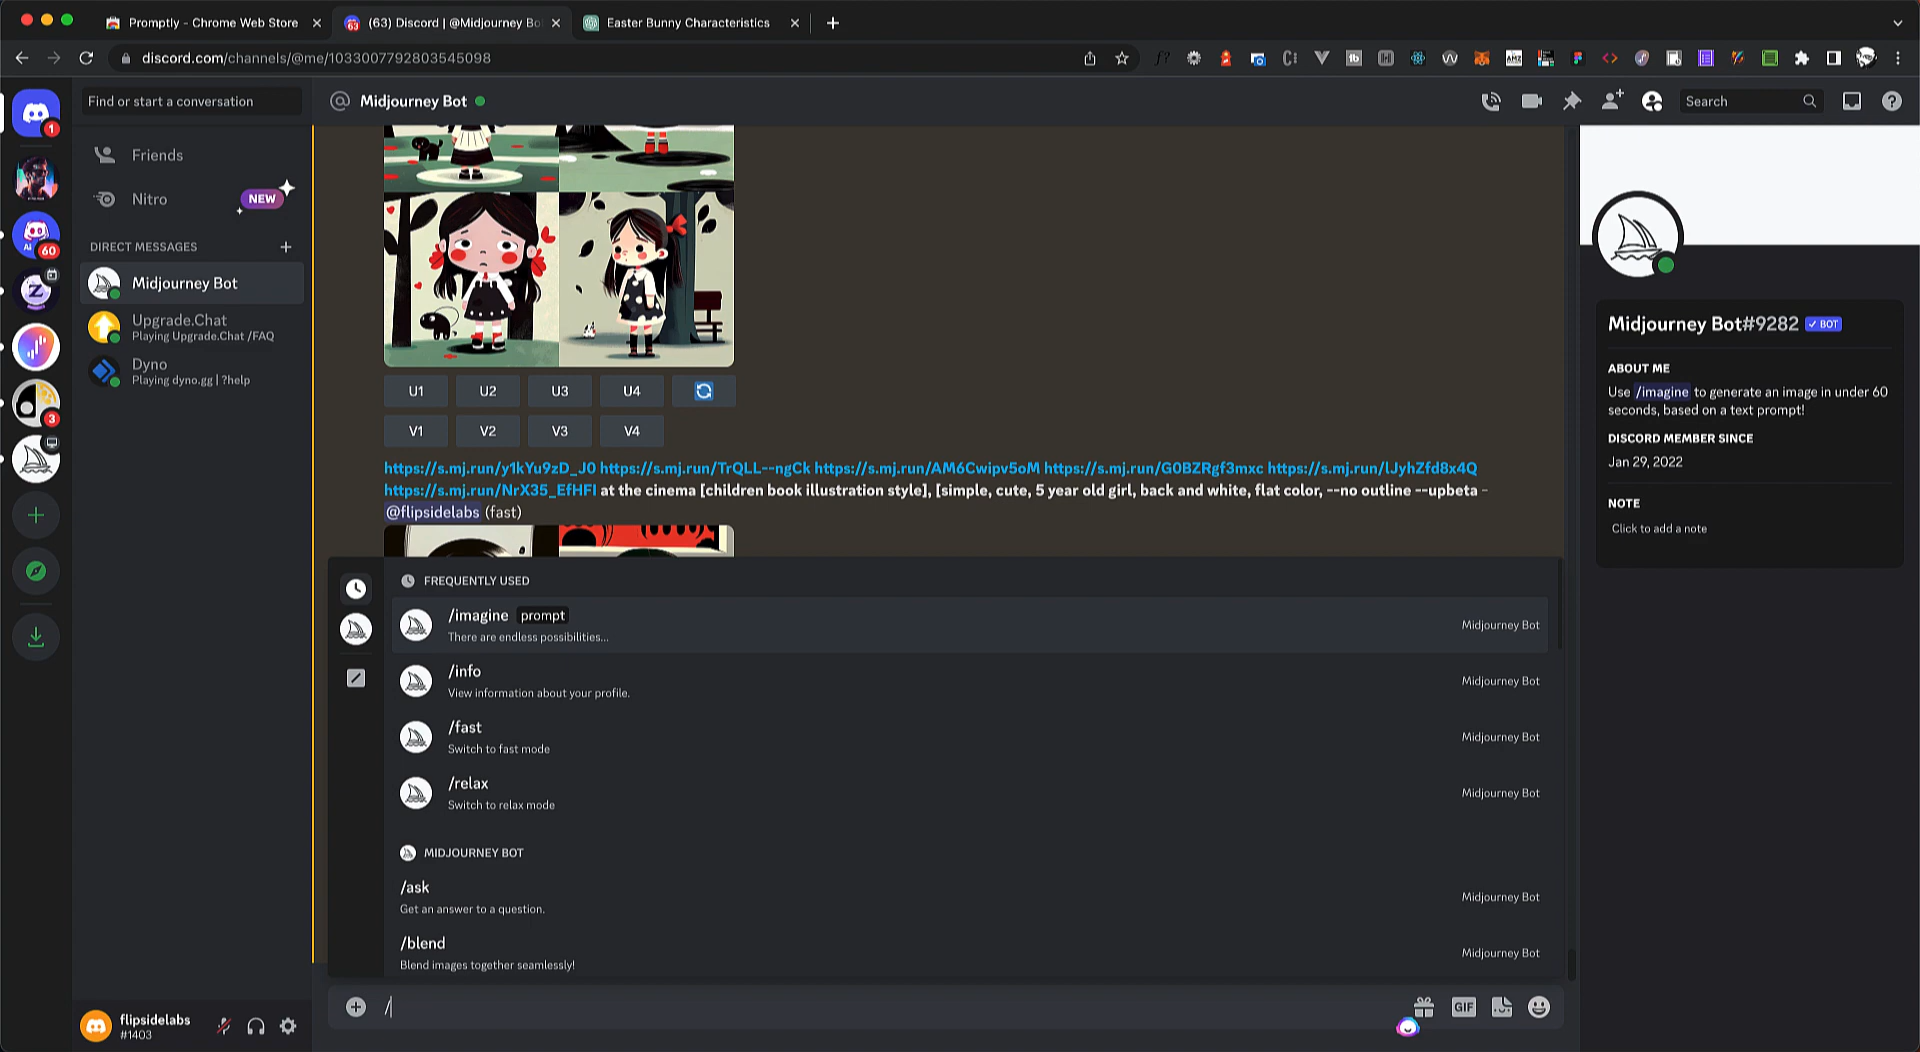 Promptly - Chrome Web Store
(63) Discord | @Midjourney Bo
Easter Bunny Characteristics
discord.com/channels/@me/1033007792803545098
Find or start a conversation
Midjourney Bot
Search
1
Friends
Nitro
NEW
DIRECT MESSAGES
Midjourney Bot
Upgrade.Chat
Playing Upgrade.Chat /FAQ
Dyno
Playing dyno.gg | ?help
60
3
U1
U2
U3
U4
V1
V2
V3
V4
https://s.mj.run/y1kYu9zD_J0 https://s.mj.run/TrQLL--ngCk https://s.mj.run/AM6Cwipv5oM https://s.mj.run/G0BZRgf3mxc https://s.mj.run/lJyhZfd8x4Q
https://s.mj.run/NrX35_EfHFI at the cinema [children book illustration style], [simple, cute, 5 year old girl, back and white, flat color, --no outline --upbeta -
@flipsidelabs (fast)
FREQUENTLY USED
/imagine prompt
There are endless possibilities...
Midjourney Bot
/info
View information about your profile.
Midjourney Bot
/fast
Switch to fast mode
Midjourney Bot
/relax
Switch to relax mode
Midjourney Bot
MIDJOURNEY BOT
/ask
Get an answer to a question.
Midjourney Bot
/blend
Blend images together seamlessly!
Midjourney Bot
/
GIF
flipsidelabs
#1403
Midjourney Bot#9282
BOT
ABOUT ME
Use /imagine to generate an image in under 60
seconds, based on a text prompt!
DISCORD MEMBER SINCE
Jan 29, 2022
NOTE
Click to add a note